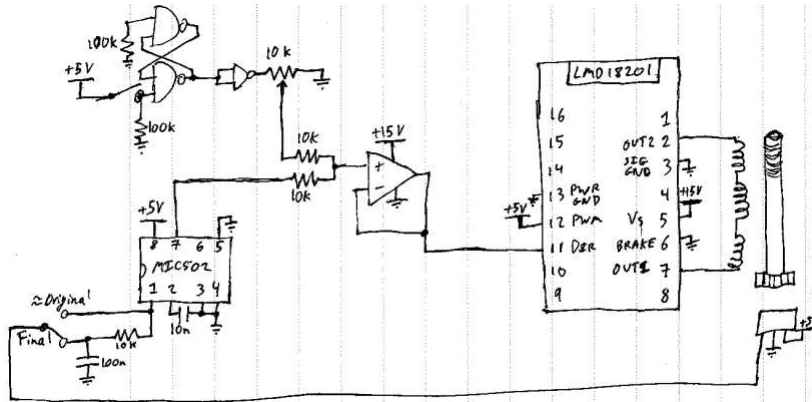 100k
+5V
100k
10k
+15V
10k
10k
+5V
8 7 6 5
MIC502
1 2 3 4
≈Original
Final
10k
100n
10n
LMD18201
16 1
15 OUT2 2
14 SIG GND 3
13 PWR GND 4
+5V
12 PWM VS 5
+15V
11 DIR BRAKE 6
10 OUT1 7
9 8